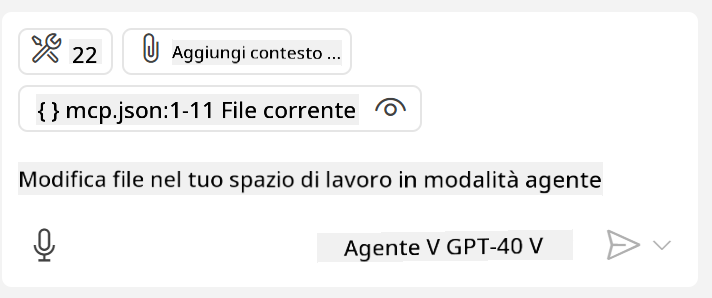 22 Aggiungi contesto ...
{ } mcp.json:1-11 File corrente
Modifica file nel tuo spazio di lavoro in modalità agente
Agente V GPT-40 V